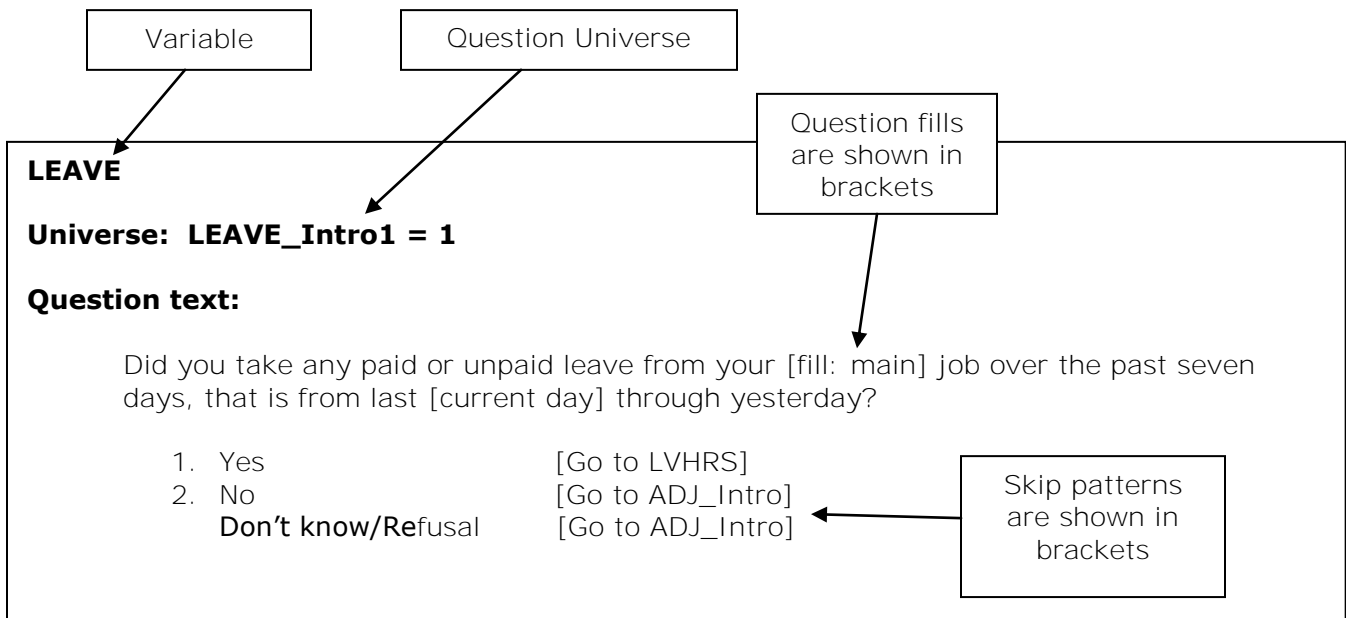 Variable
Question Universe
Question fills
are shown in
brackets
LEAVE
Universe: LEAVE_Intro1 = 1
Question text:
Did you take any paid or unpaid leave from your [fill: main] job over the past seven
days, that is from last [current day] through yesterday?
1. Yes [Go to LVHRS]
2. No [Go to ADJ_Intro]
Don't know/Refusal [Go to ADJ_Intro]
Skip patterns
are shown in
brackets